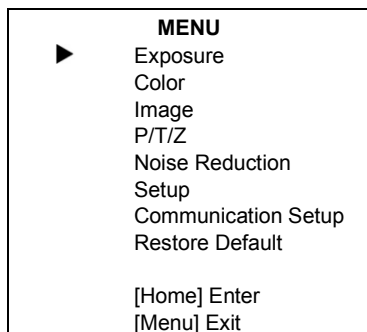 MENU
▶ Exposure
Color
Image
P/T/Z
Noise Reduction
Setup
Communication Setup
Restore Default
[Home] Enter
[Menu] Exit